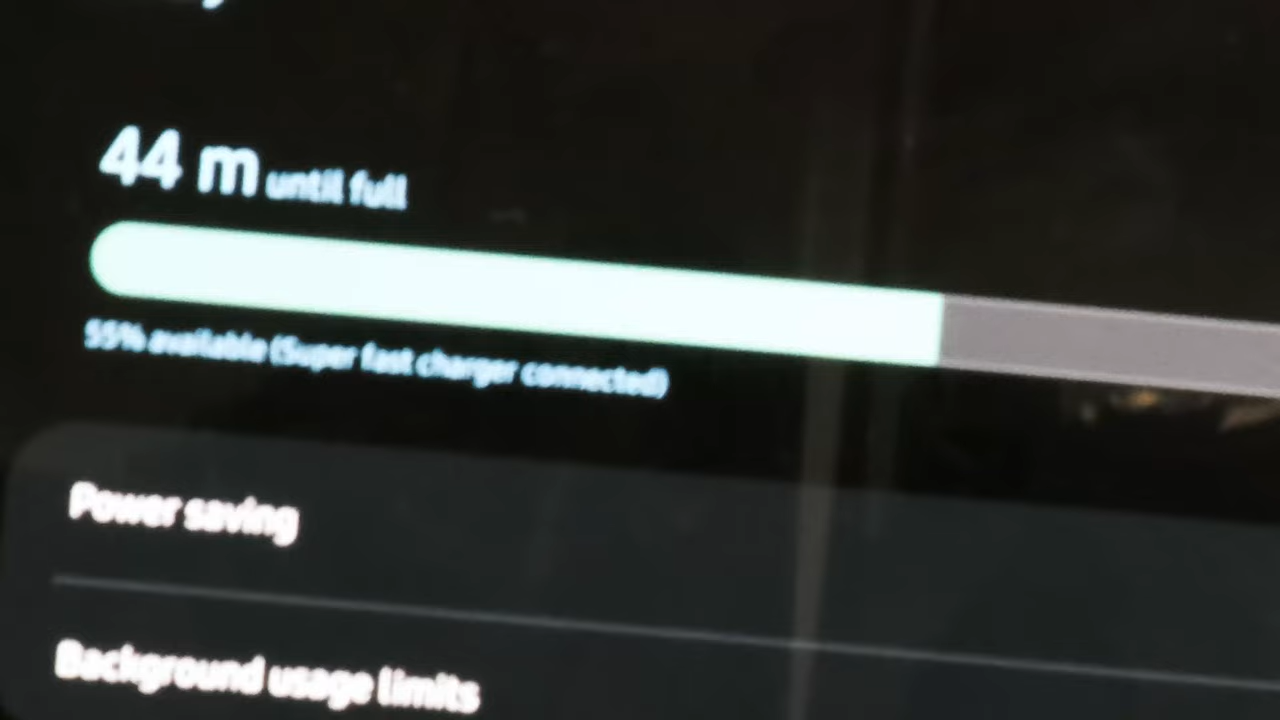 44 m until full
55% available (Super fast charger connected)
Power saving
Background usage limits